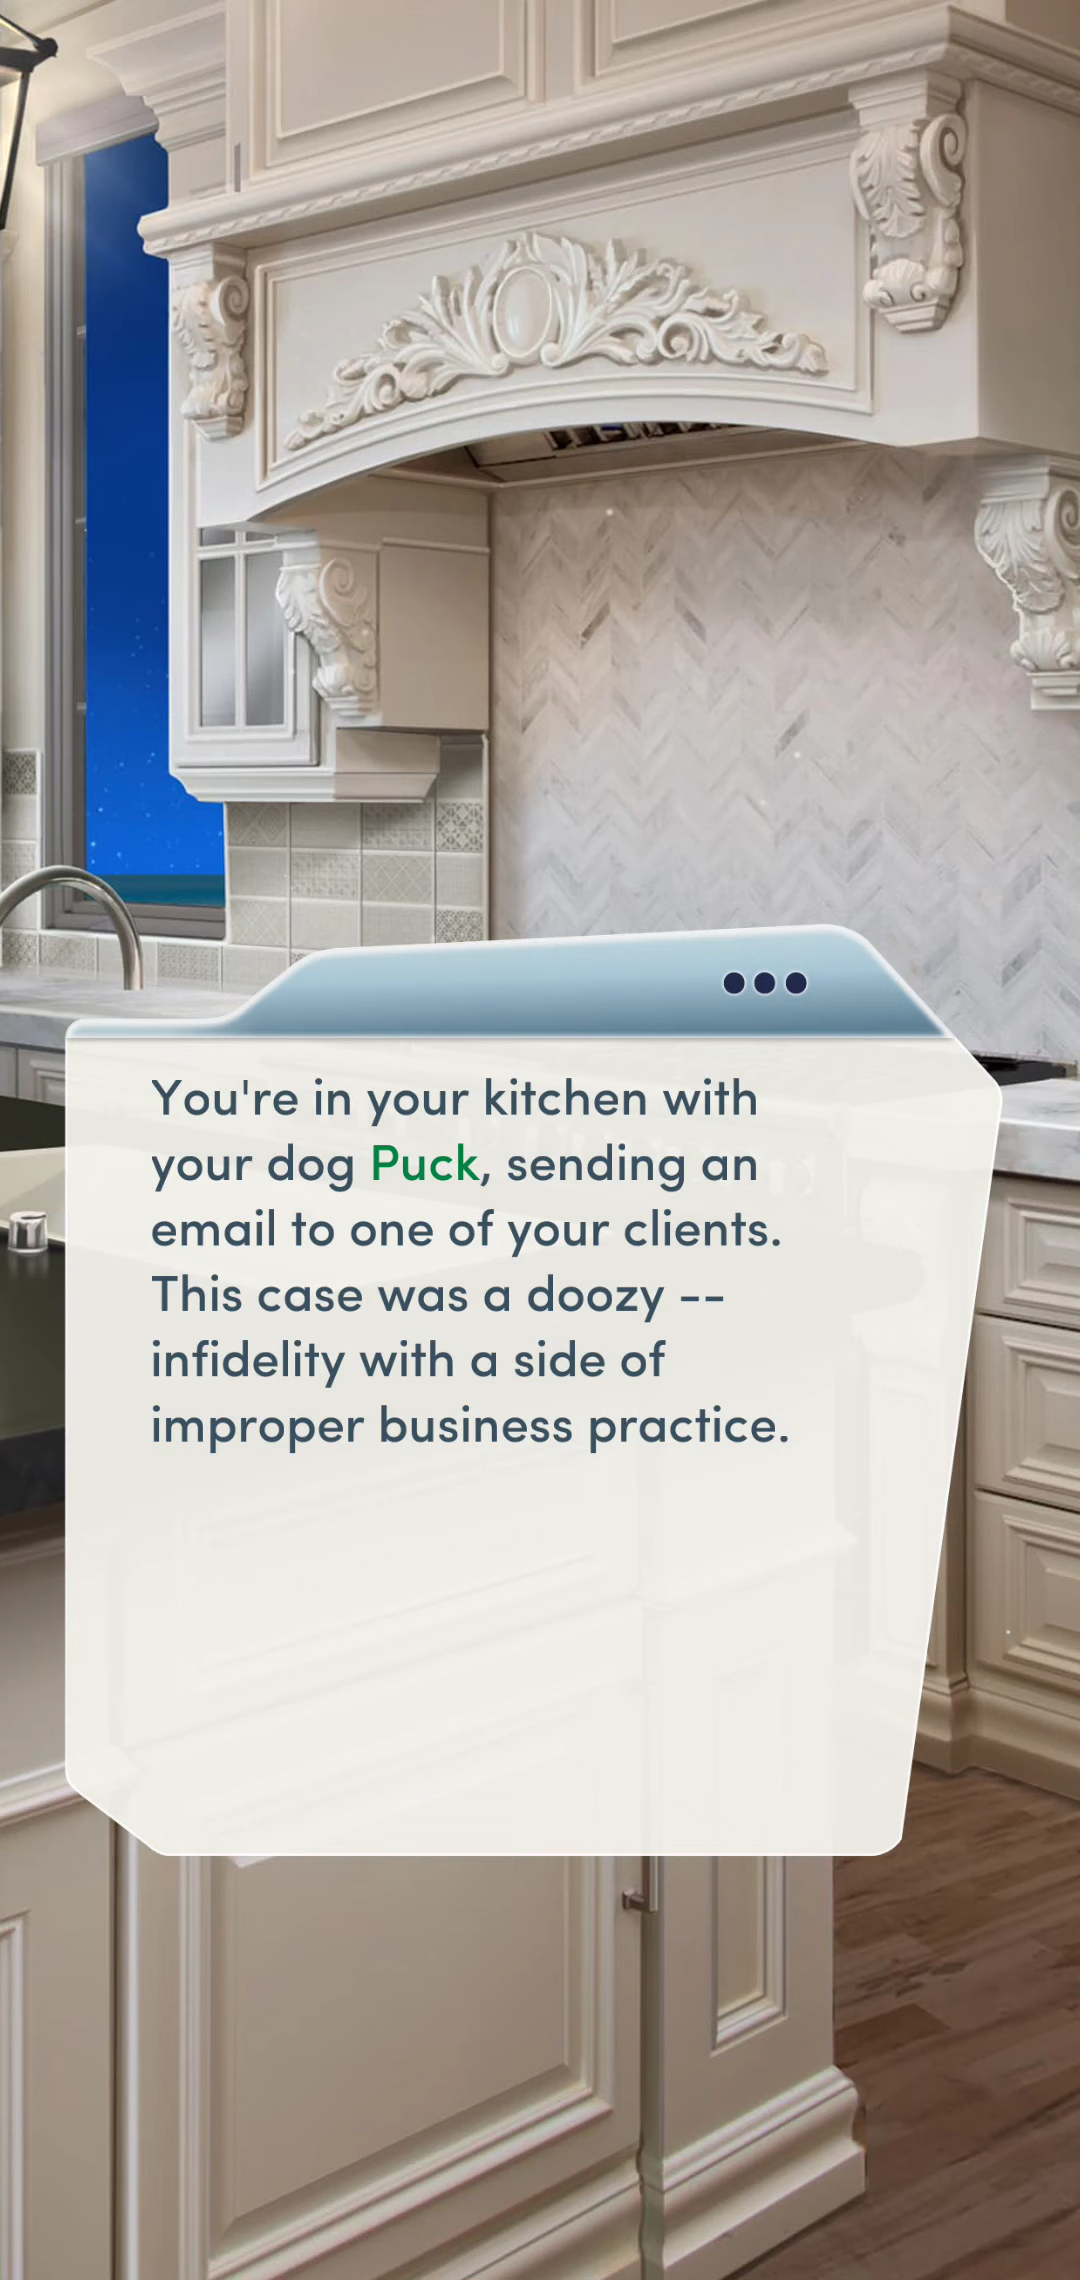 You're in your kitchen with
your dog Puck, sending an
email to one of your clients.
This case was a doozy --
infidelity with a side of
improper business practice.